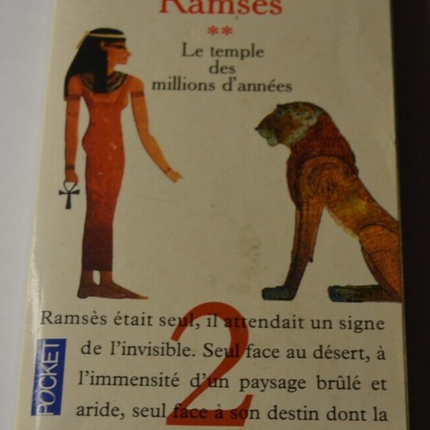 Ramsès
**
Le temple
des
millions d'années
Ramsès était seul, il attendait un signe
de l'invisible. Seul face au désert, à
l'immensité d'un paysage brûlé et
aride, seul face à son destin dont la
2
POCKET